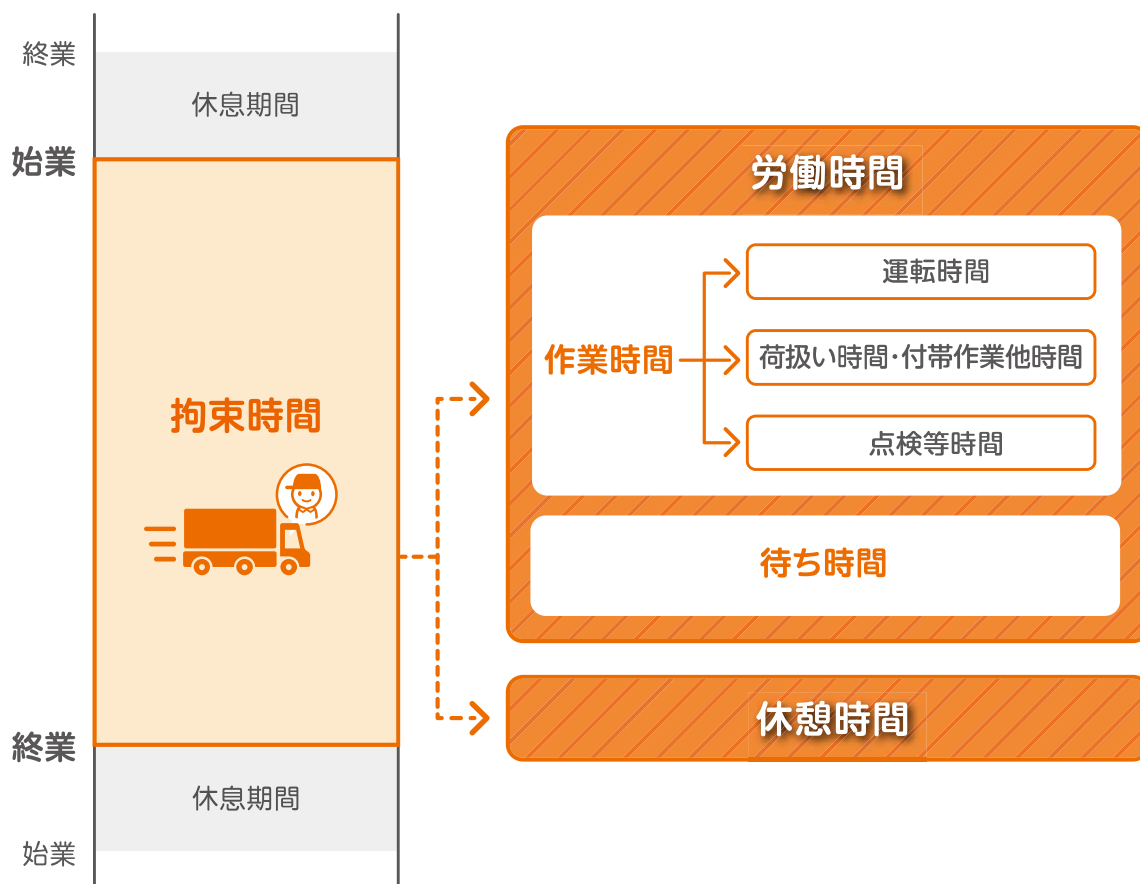 終業
休息期間
始業
拘束時間
終業
休息期間
始業
労働時間
作業時間
運転時間
荷扱い時間・付帯作業他時間
点検等時間
待ち時間
休憩時間